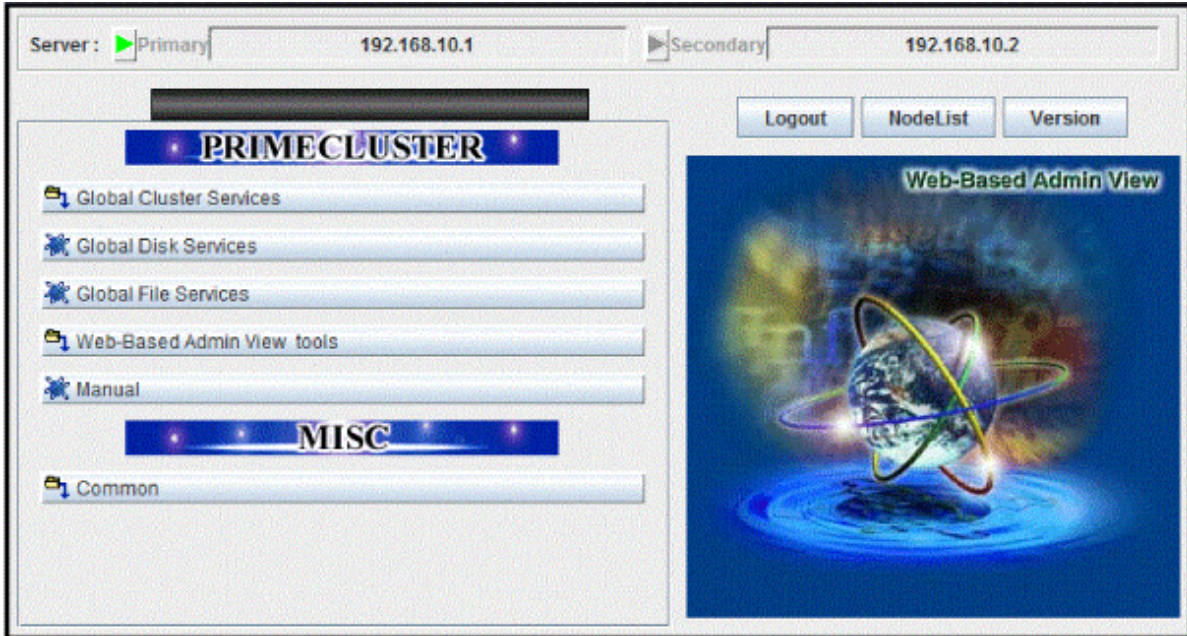 Server : Primary 192.168.10.1 Secondary 192.168.10.2
Logout NodeList Version
PRIMECLUSTER
Global Cluster Services
Global Disk Services
Global File Services
Web-Based Admin View tools
Manual
MISC
Common
Web-Based Admin View